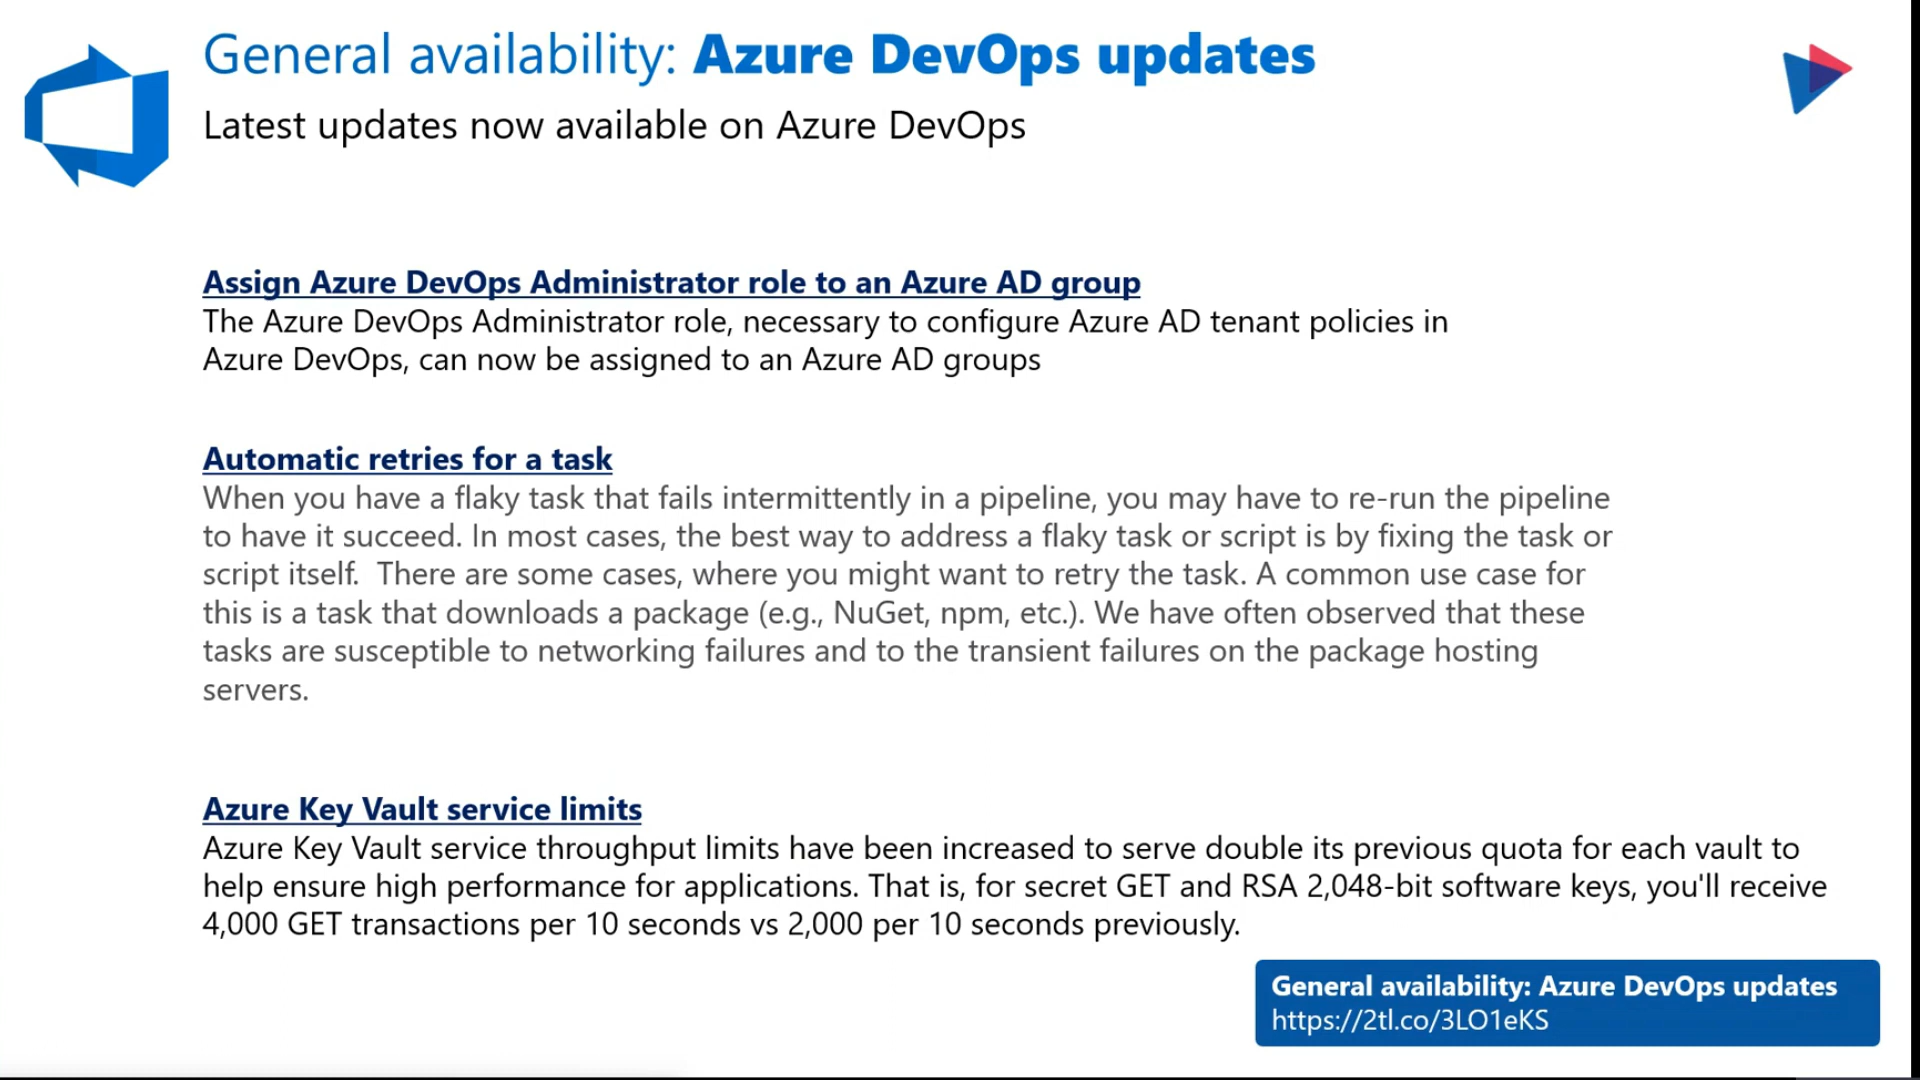 General availability: Azure DevOps updates
Latest updates now available on Azure DevOps
Assign Azure DevOps Administrator role to an Azure AD group
The Azure DevOps Administrator role, necessary to configure Azure AD tenant policies in
Azure DevOps, can now be assigned to an Azure AD groups
Automatic retries for a task
When you have a flaky task that fails intermittently in a pipeline, you may have to re-run the pipeline
to have it succeed. In most cases, the best way to address a flaky task or script is by fixing the task or
script itself.  There are some cases, where you might want to retry the task. A common use case for
this is a task that downloads a package (e.g., NuGet, npm, etc.). We have often observed that these
tasks are susceptible to networking failures and to the transient failures on the package hosting
servers.
Azure Key Vault service limits
Azure Key Vault service throughput limits have been increased to serve double its previous quota for each vault to
help ensure high performance for applications. That is, for secret GET and RSA 2,048-bit software keys, you'll receive
4,000 GET transactions per 10 seconds vs 2,000 per 10 seconds previously.
General availability: Azure DevOps updates
https://2tl.co/3LO1eKS